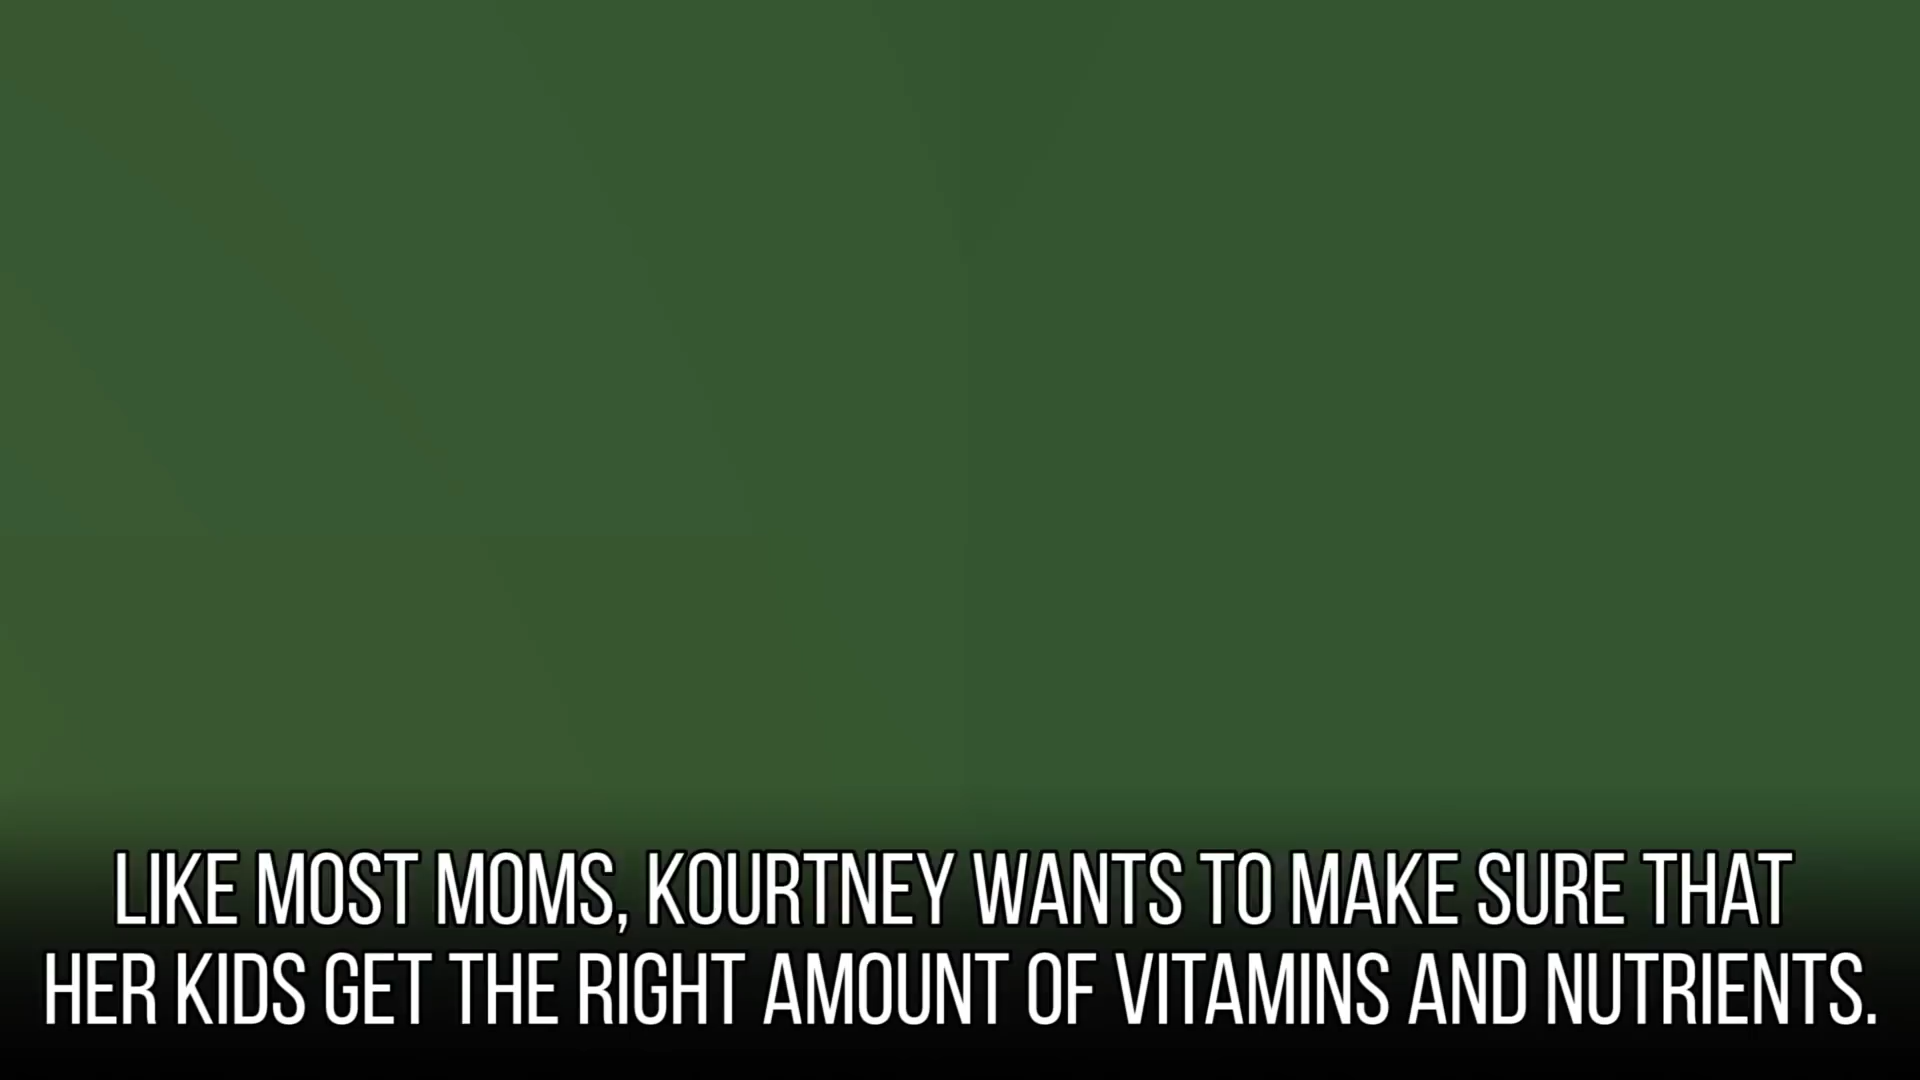 LIKE MOST MOMS, KOURTNEY WANTS TO MAKE SURE THAT
HER KIDS GET THE RIGHT AMOUNT OF VITAMINS AND NUTRIENTS.